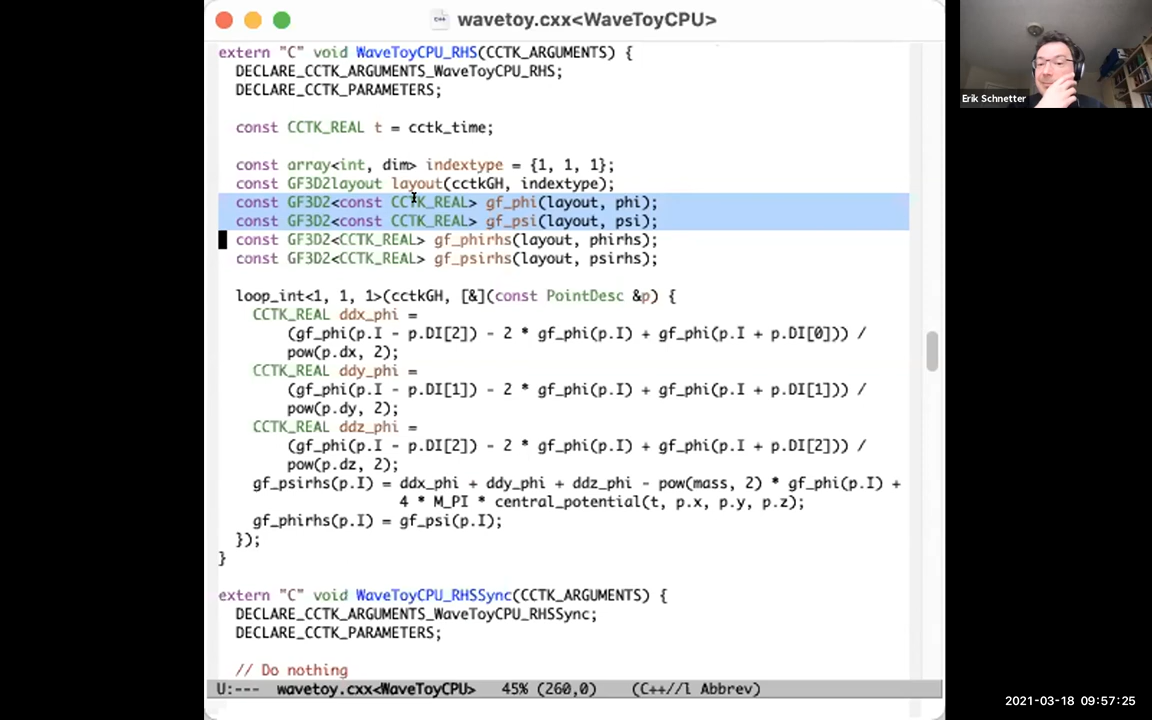 wavetoy.cxx<WaveToyCPU>
extern "C" void WaveToyCPU_RHS(CCTK_ARGUMENTS) {
DECLARE_CCTK_ARGUMENTS_WaveToyCPU_RHS;
DECLARE_CCTK_PARAMETERS;
const CCTK_REAL t = cctk_time;
const array<int, dim> indextype = {1, 1, 1};
const GF3D2layout layout(cctkGH, indextype);
const GF3D2<const CCTK_REAL> gf_phi(layout, phi);
const GF3D2<const CCTK_REAL> gf_psi(layout, psi);
const GF3D2<CCTK_REAL> gf_phirhs(layout, phirhs);
const GF3D2<CCTK_REAL> gf_psirhs(layout, psirhs);
loop_int<1, 1, 1>(cctkGH, [&](const PointDesc &p) {
CCTK_REAL ddx_phi =
(gf_phi(p.I - p.DI[2]) - 2 * gf_phi(p.I) + gf_phi(p.I + p.DI[0])) /
pow(p.dx, 2);
CCTK_REAL ddy_phi =
(gf_phi(p.I - p.DI[1]) - 2 * gf_phi(p.I) + gf_phi(p.I + p.DI[1])) /
pow(p.dy, 2);
CCTK_REAL ddz_phi =
(gf_phi(p.I - p.DI[2]) - 2 * gf_phi(p.I) + gf_phi(p.I + p.DI[2])) /
pow(p.dz, 2);
gf_psirhs(p.I) = ddx_phi + ddy_phi + ddz_phi - pow(mass, 2) * gf_phi(p.I) +
4 * M_PI * central_potential(t, p.x, p.y, p.z);
gf_phirhs(p.I) = gf_psi(p.I);
});
}
extern "C" void WaveToyCPU_RHSSync(CCTK_ARGUMENTS) {
DECLARE_CCTK_ARGUMENTS_WaveToyCPU_RHSSync;
DECLARE_CCTK_PARAMETERS;
// Do nothing
U:--- wavetoy.cxx<WaveToyCPU> 45% (260,0) (C++//l Abbrev)
Erik Schnetter
2021-03-18 09:57:25